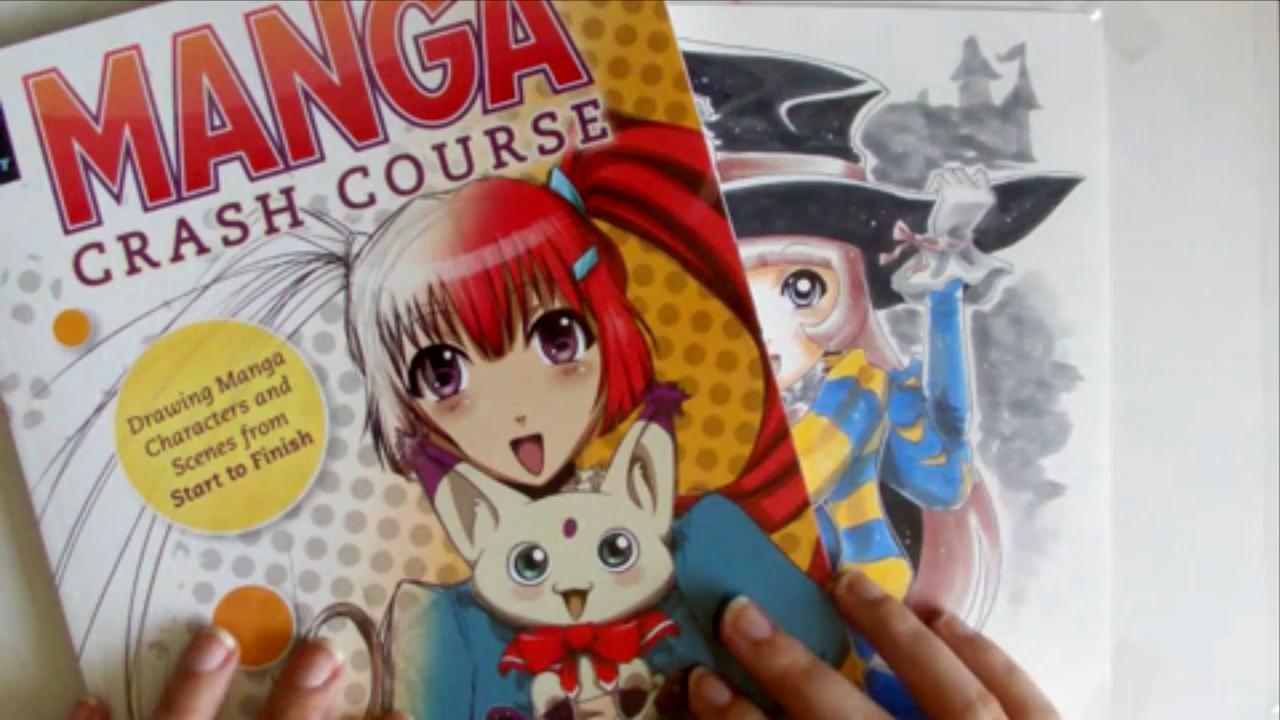 MANGA
CRASH COURSE
Drawing Manga
Characters and
Scenes from
Start to Finish